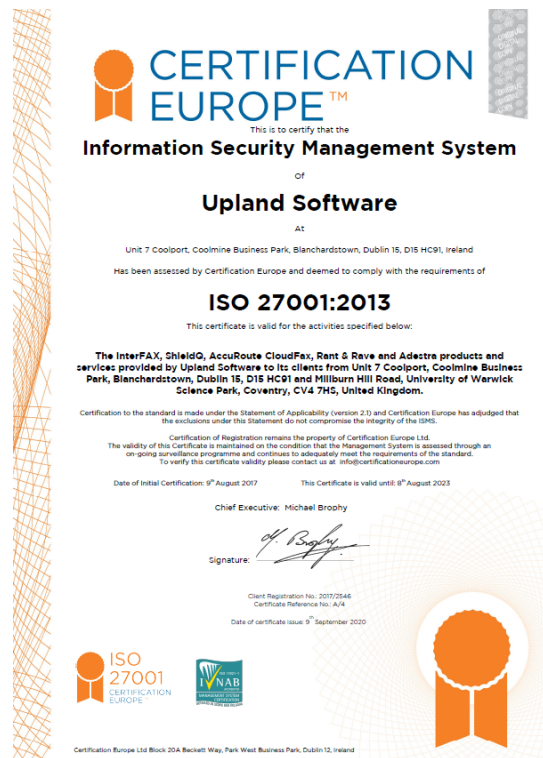 CERTIFICATION
EUROPE™
This is to certify that the
Information Security Management System
Of
Upland Software
At
Unit 7 Coolport, Coolmine Business Park, Blanchardstown, Dublin 15, D15 HC91, Ireland
Has been assessed by Certification Europe and deemed to comply with the requirements of
ISO 27001:2013
This certificate is valid for the activities specified below:
The InterFAX, ShieldQ, AccuRoute CloudFax, Rant & Rave and Adestra products and
services provided by Upland Software to its clients from Unit 7 Coolport, Coolmine Business
Park, Blanchardstown, Dublin 15, D15 HC91 and Millburn Hill Road, University of Warwick
Science Park, Coventry, CV4 7HS, United Kingdom.
Certification to the standard is made under the Statement of Applicability (version 2.1) and Certification Europe has adjudged that
the exclusions under this Statement do not compromise the integrity of the ISMS.
Certification of Registration remains the property of Certification Europe Ltd.
The validity of this Certificate is maintained on the condition that the Management System is assessed through an
on-going surveillance programme and continues to adequately meet the requirements of the standard.
To verify this certificate validity please contact us at info@certificationeurope.com
Date of Initial Certification: 9th August 2017 This Certificate is valid until: 8th August 2023
Chief Executive: Michael Brophy
M. Brophy
Signature:
Client Registration No.: 2017/2546
Certificate Reference No.: A/4
Date of certificate issue: 9th September 2020
ISO
27001
CERTIFICATION
EUROPE™
NAB
MANAGEMENT SYSTEM
CERTIFICATION
Certification Europe Ltd Block 20A Beckett Way, Park West Business Park, Dublin 12, Ireland